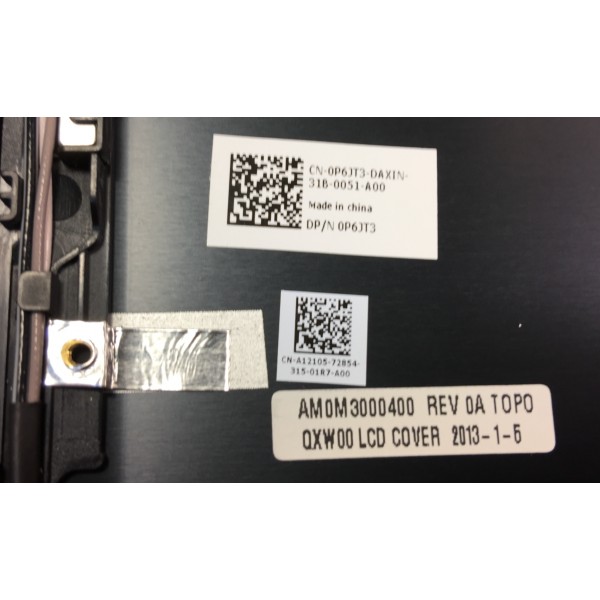 CN-0P6JT3-DAXIN-
31B-0051-A00
Made in china
DP/N 0P6JT3
CN-A12105-72854-
315-01R7-A00
AM0M3000400 REV 0A TOPO
QXW00 LCD COVER 2013-1-5